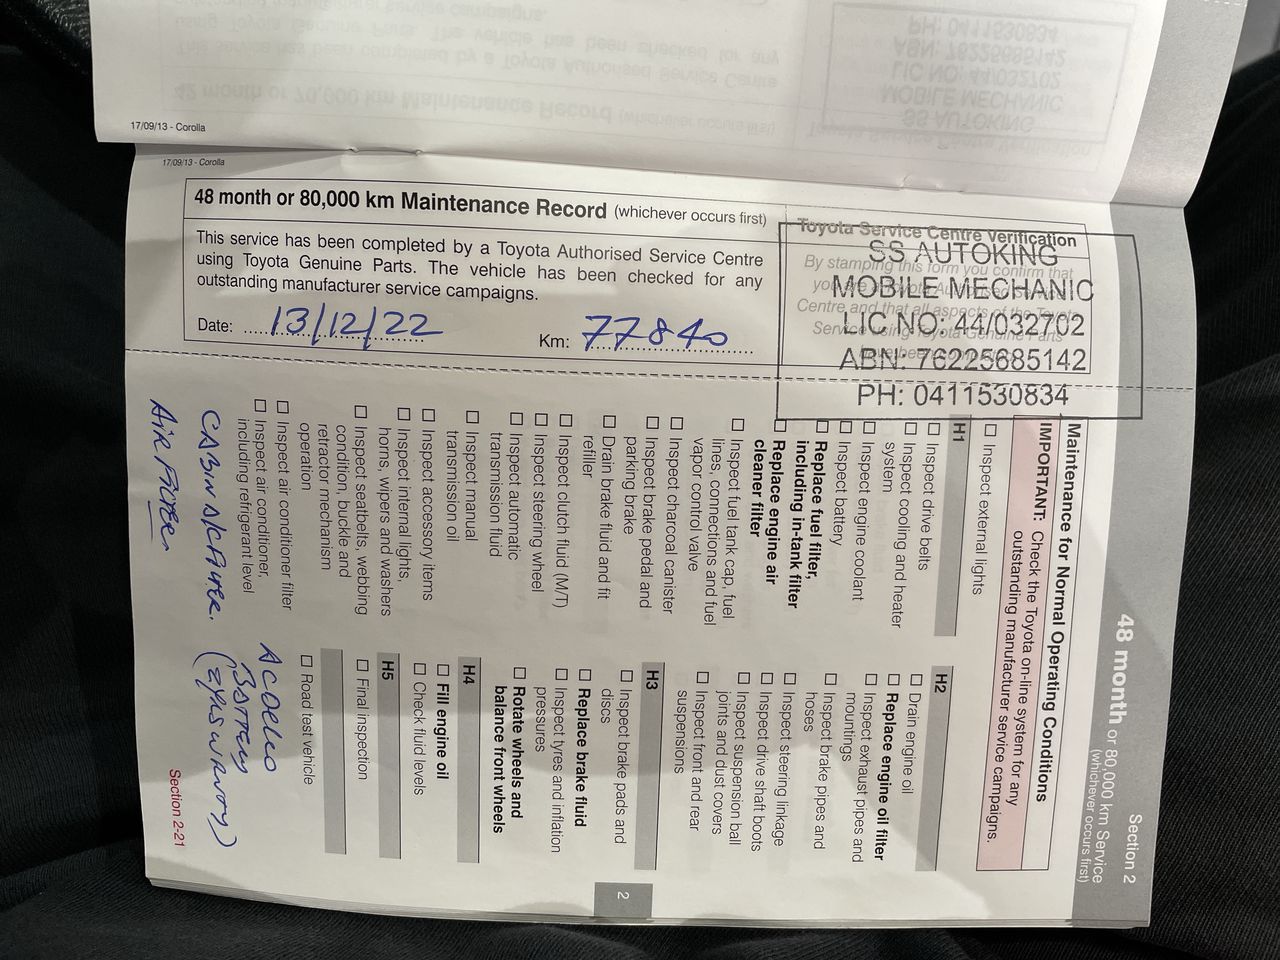 17/09/13 - Corolla
17/09/13 - Corolla
48 month or 80,000 km Maintenance Record (whichever occurs first)
This service has been completed by a Toyota Authorised Service Centre
using Toyota Genuine Parts. The vehicle has been checked for any
outstanding manufacturer service campaigns.
Date: 13/12/22
Km: 77840
Toyota Service Centre Verification
By stamping this form you confirm that
SS AUTOKING
MOBILE MECHANIC
LIC NO: 44/032702
ABN: 76225685142
PH: 0411530834
Section 2
48 month or 80,000 km Service
(whichever occurs first)
Maintenance for Normal Operating Conditions
IMPORTANT: Check the Toyota on-line system for any
outstanding manufacturer service campaigns.
Inspect external lights
H1
Inspect drive belts
Inspect cooling and heater
system
Inspect engine coolant
Inspect battery
Replace fuel filter,
including in-tank filter
Replace engine air
cleaner filter
Inspect fuel tank cap, fuel
lines, connections and fuel
vapor control valve
Inspect charcoal canister
Inspect brake pedal and
parking brake
Drain brake fluid and fit
refiller
Inspect clutch fluid (M/T)
Inspect steering wheel
Inspect automatic
transmission fluid
Inspect manual
transmission oil
Inspect accessory items
Inspect internal lights,
horns, wipers and washers
Inspect seatbelts, webbing
condition, buckle and
retractor mechanism
operation
Inspect air conditioner filter
Inspect air conditioner,
including refrigerant level
CABIN
AIR FILTER
H2
Drain engine oil
Replace engine oil filter
Inspect exhaust pipes and
mountings
Inspect brake pipes and
hoses
Inspect steering linkage
Inspect drive shaft boots
Inspect suspension ball
joints and dust covers
Inspect front and rear
suspensions
H3
Inspect brake pads and
discs
Replace brake fluid
Inspect tyres and inflation
pressures
Rotate wheels and
balance front wheels
H4
Fill engine oil
Check fluid levels
H5
Final inspection
Road test vehicle
Section 2-21
2